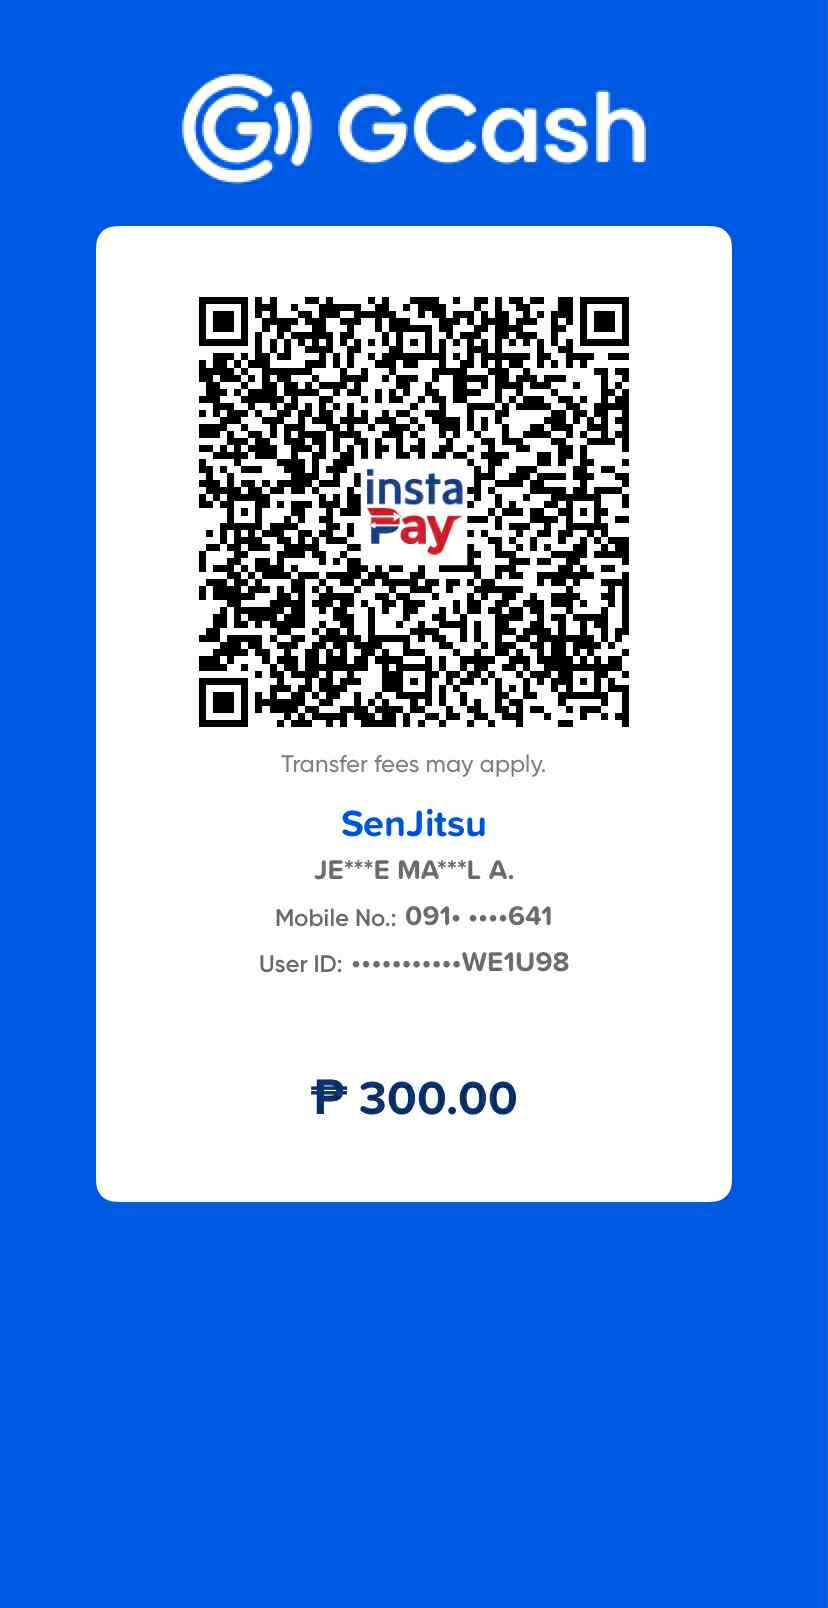 GCash
insta
Pay
Transfer fees may apply.
SenJitsu
JE***E MA***L A.
Mobile No.: 091• ••••641
User ID: •••••••••••WE1U98
₱ 300.00